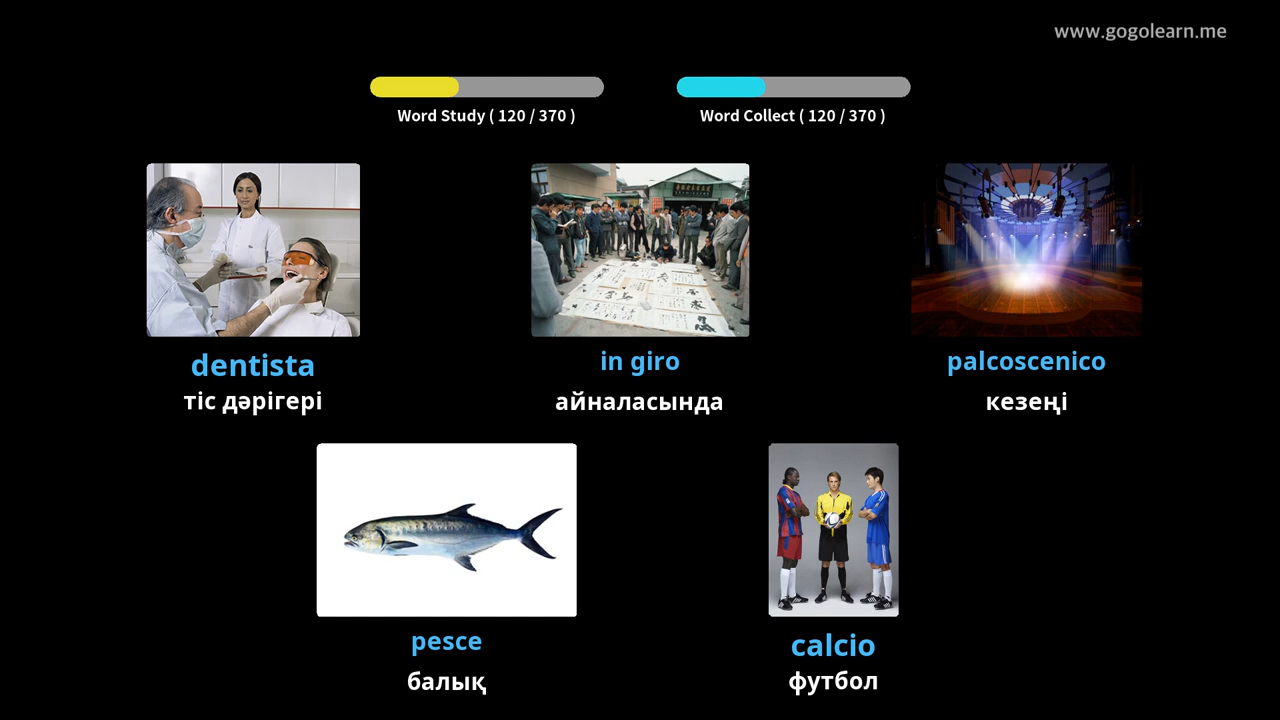 www.gogolearn.me
Word Study ( 120 / 370 )
Word Collect ( 120 / 370 )
dentista
тіс дәрігері
in giro
айналасында
palcoscenico
кезеңі
pesce
балық
calcio
футбол